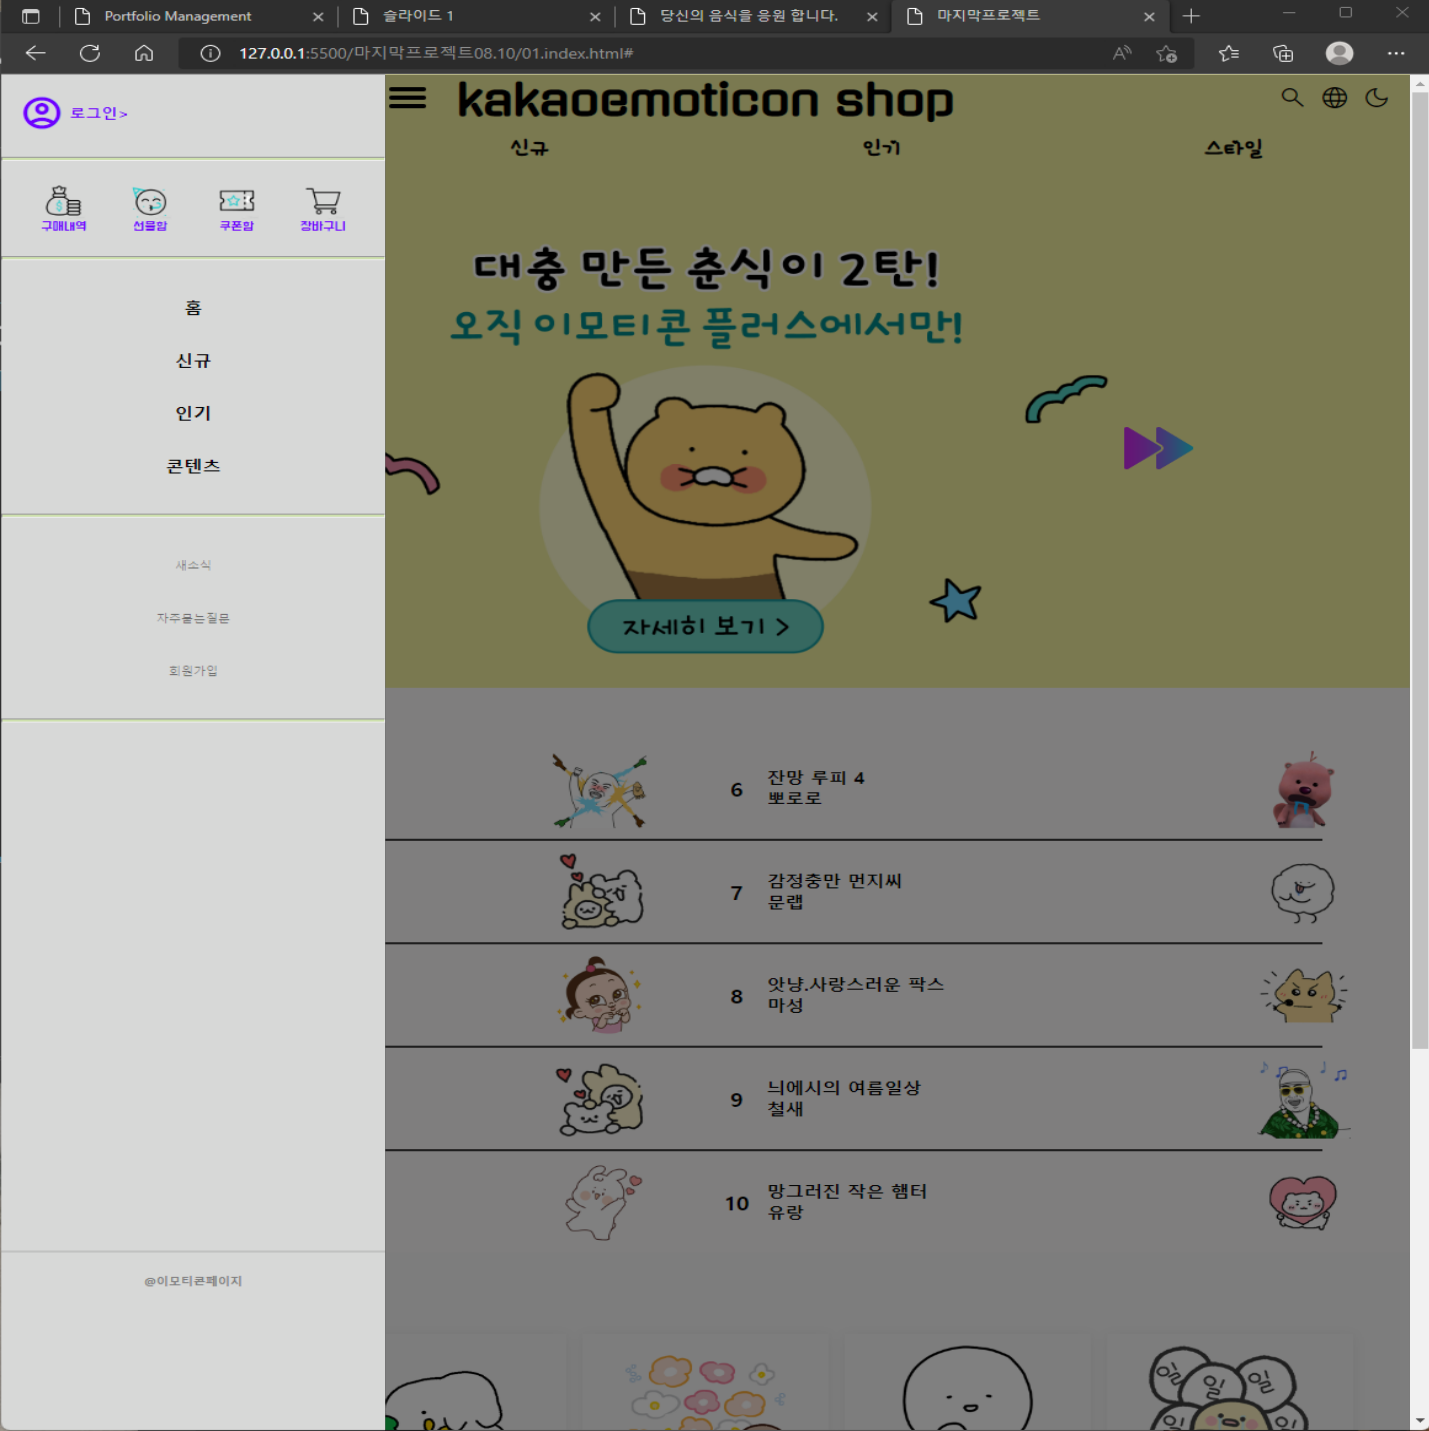 Portfolio Management
슬라이드 1
당신의 음식을 응원 합니다.
마지막프로젝트
127.0.0.1:5500/마지막프로젝트08.10/01.index.html#
로그인>
구매내역
선물함
쿠폰함
장바구니
홈
신규
인기
콘텐츠
새소식
자주묻는질문
회원가입
@이모티콘페이지
kakaoemoticon shop
신규
인기
스타일
대충 만든 춘식이 2탄!
오직 이모티콘 플러스에서만!
자세히 보기 >
6
잔망 루피 4
뽀로로
7
감정충만 먼지씨
문랩
8
앗냥.사랑스러운 팍스
마성
9
늬에시의 여름일상
철새
10
망그러진 작은 햄터
유랑
일
일
일
일
일